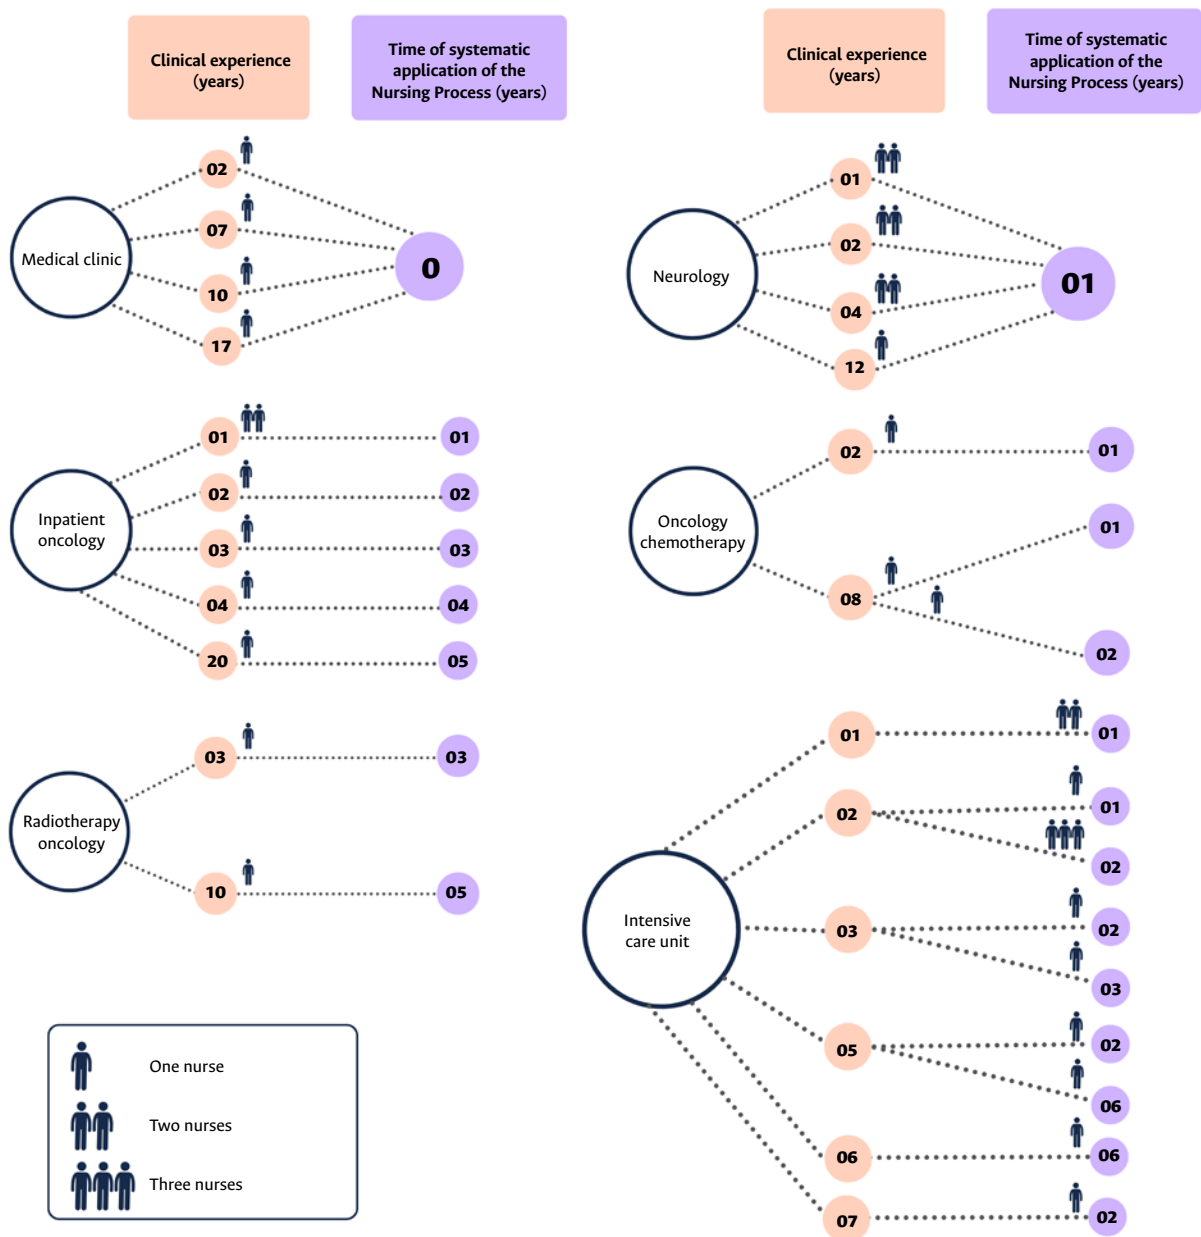 Clinical experience
(years)
Time of systematic
application of the
Nursing Process (years)
Medical clinic
02
07
10
17
0
Inpatient
oncology
01
01
02
02
03
03
04
04
20
05
Radiotherapy
oncology
03
03
10
05
One nurse
Two nurses
Three nurses
Clinical experience
(years)
Time of systematic
application of the
Nursing Process (years)
Neurology
01
02
04
12
01
Oncology
chemotherapy
02
01
08
01
02
Intensive
care unit
01
01
02
01
02
03
02
03
05
02
06
06
06
07
02